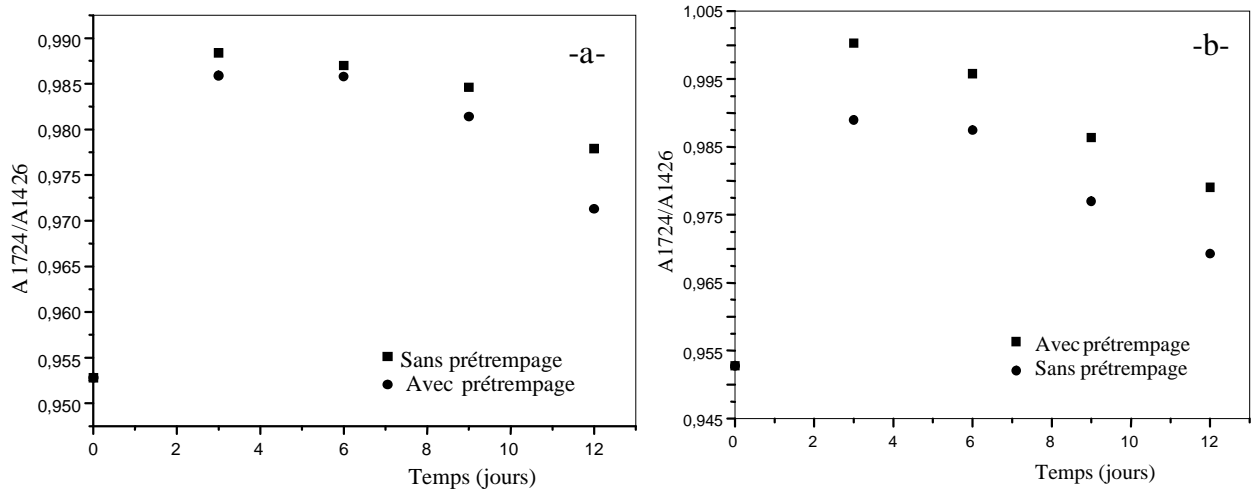 0,990
0,985
0,980
0,975
0,970
0,965
0,960
0,955
0,950
A1724/A1426
-a-
Sans prétrempage
Avec prétrempage
0 2 4 6 8 10 12
Temps (jours)
1,005
0,995
0,985
0,975
0,965
0,955
0,945
A1724/A1426
-b-
Avec prétrempage
Sans prétrempage
0 2 4 6 8 10 12
Temps (jours)